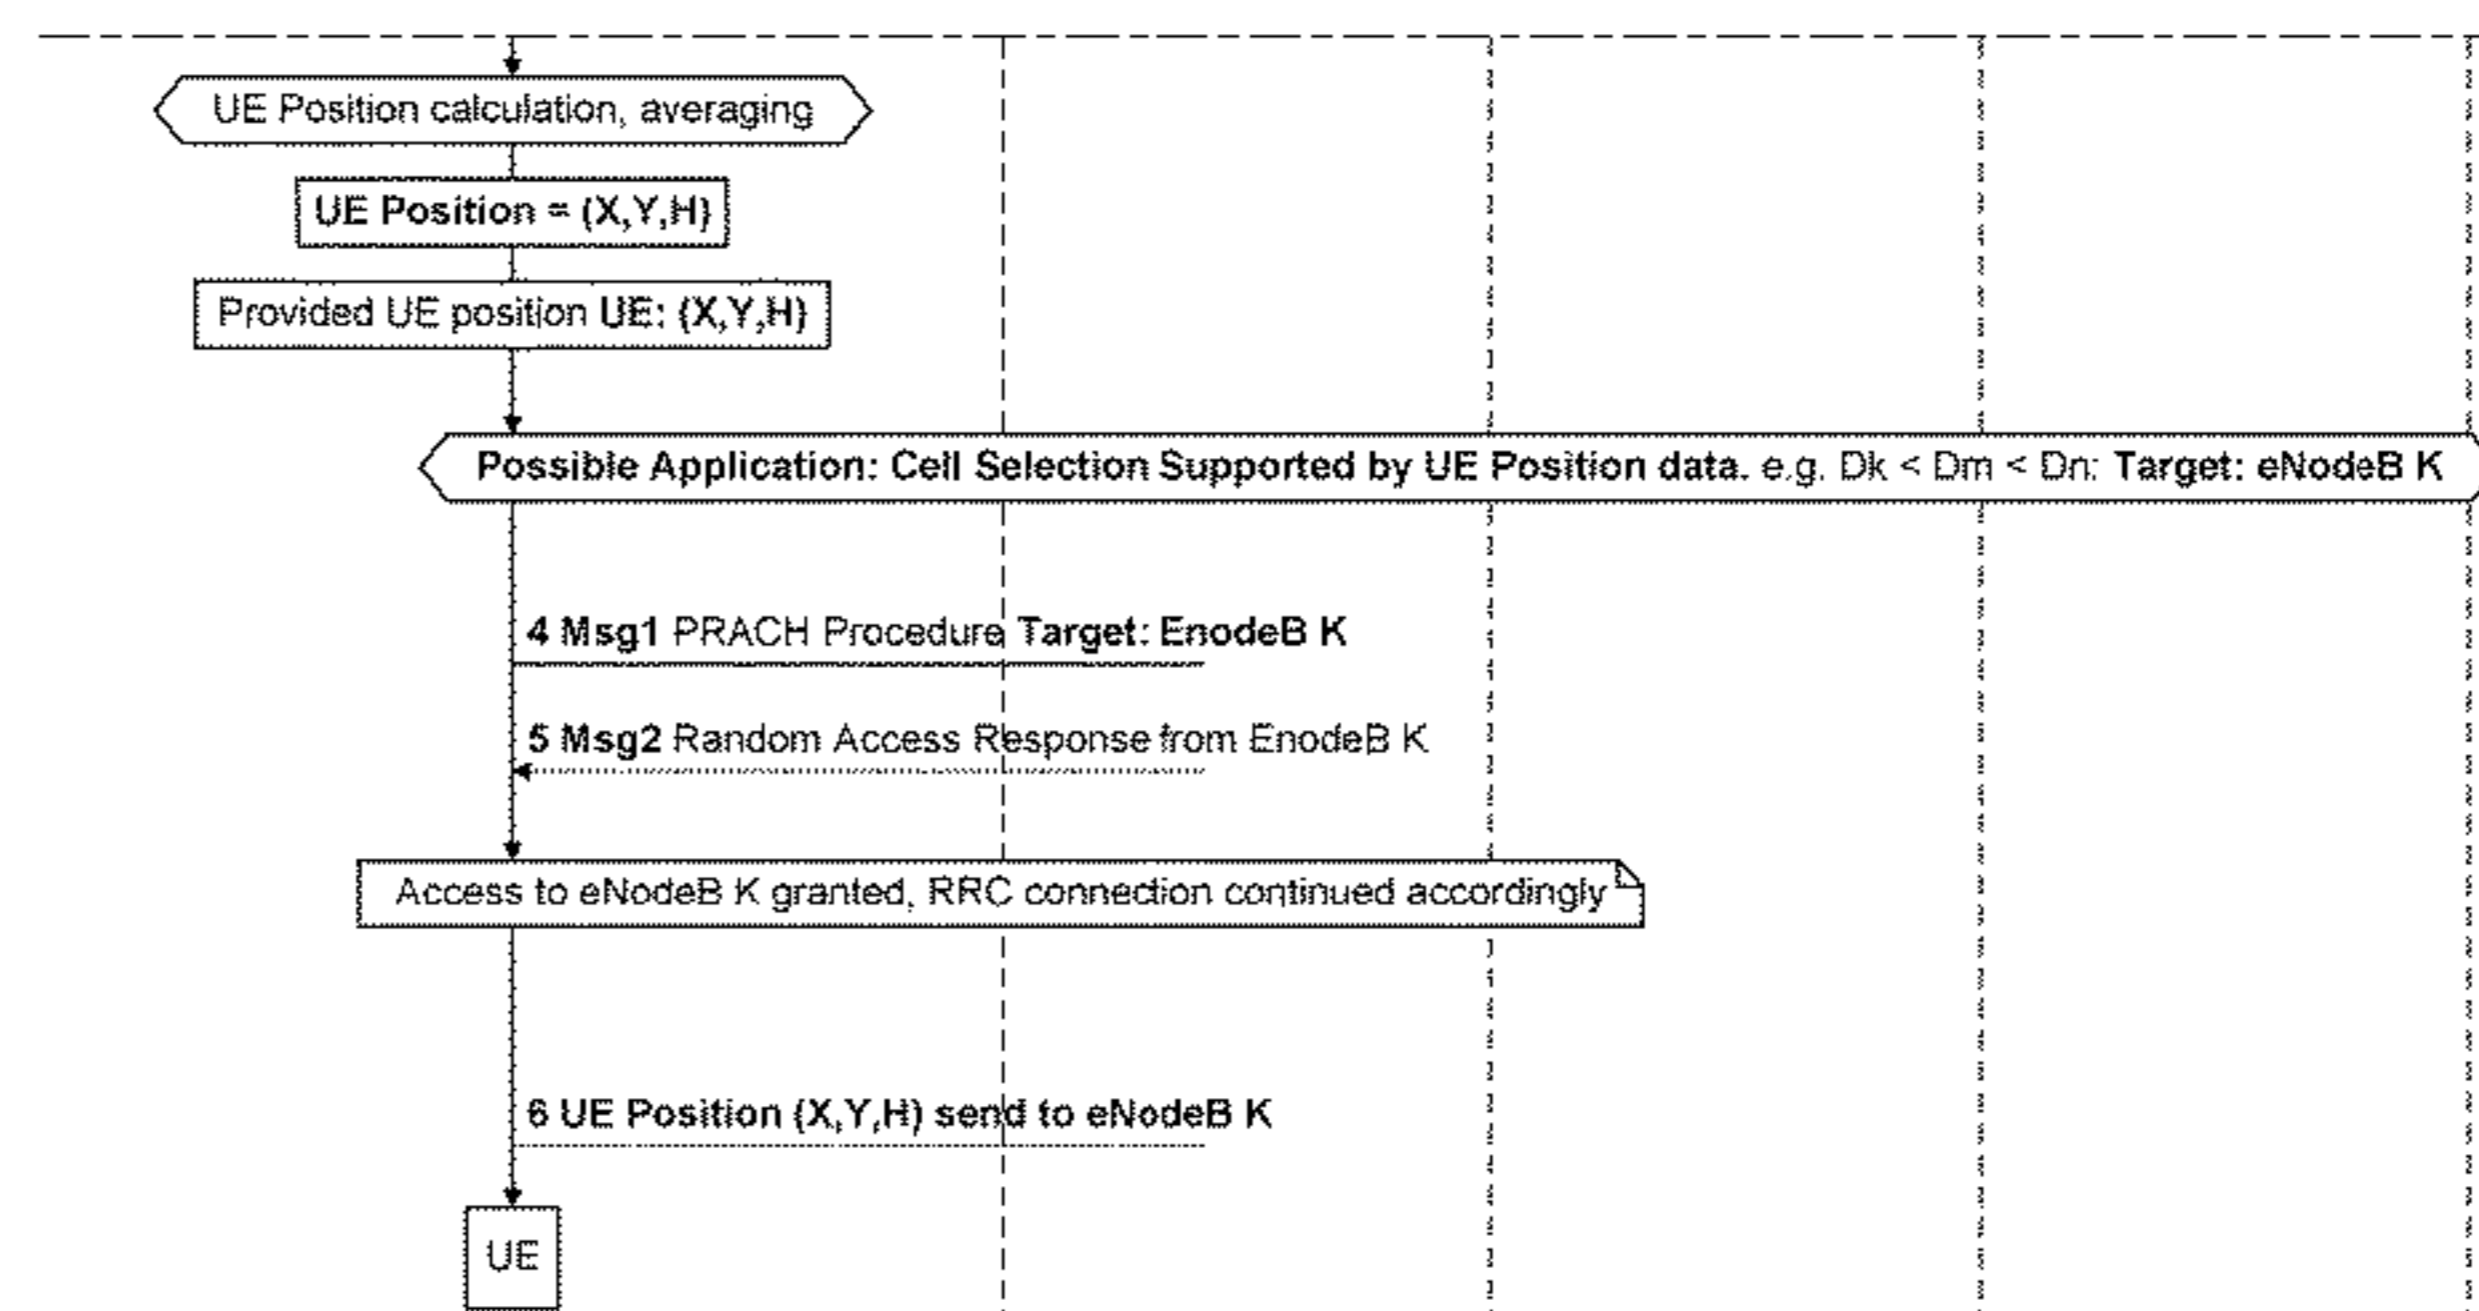 UE Position calculation, averaging
UE Position = (X,Y,H)
Provided UE position UE: (X,Y,H)
Possible Application: Cell Selection Supported by UE Position data. e.g. Dk < Dm < Dn: Target: eNodeB K
4 Msg1 PRACH Procedure Target: EnodeB K
5 Msg2 Random Access Response from EnodeB K
Access to eNodeB K granted, RRC connection continued accordingly
6 UE Position (X,Y,H) send to eNodeB K
UE